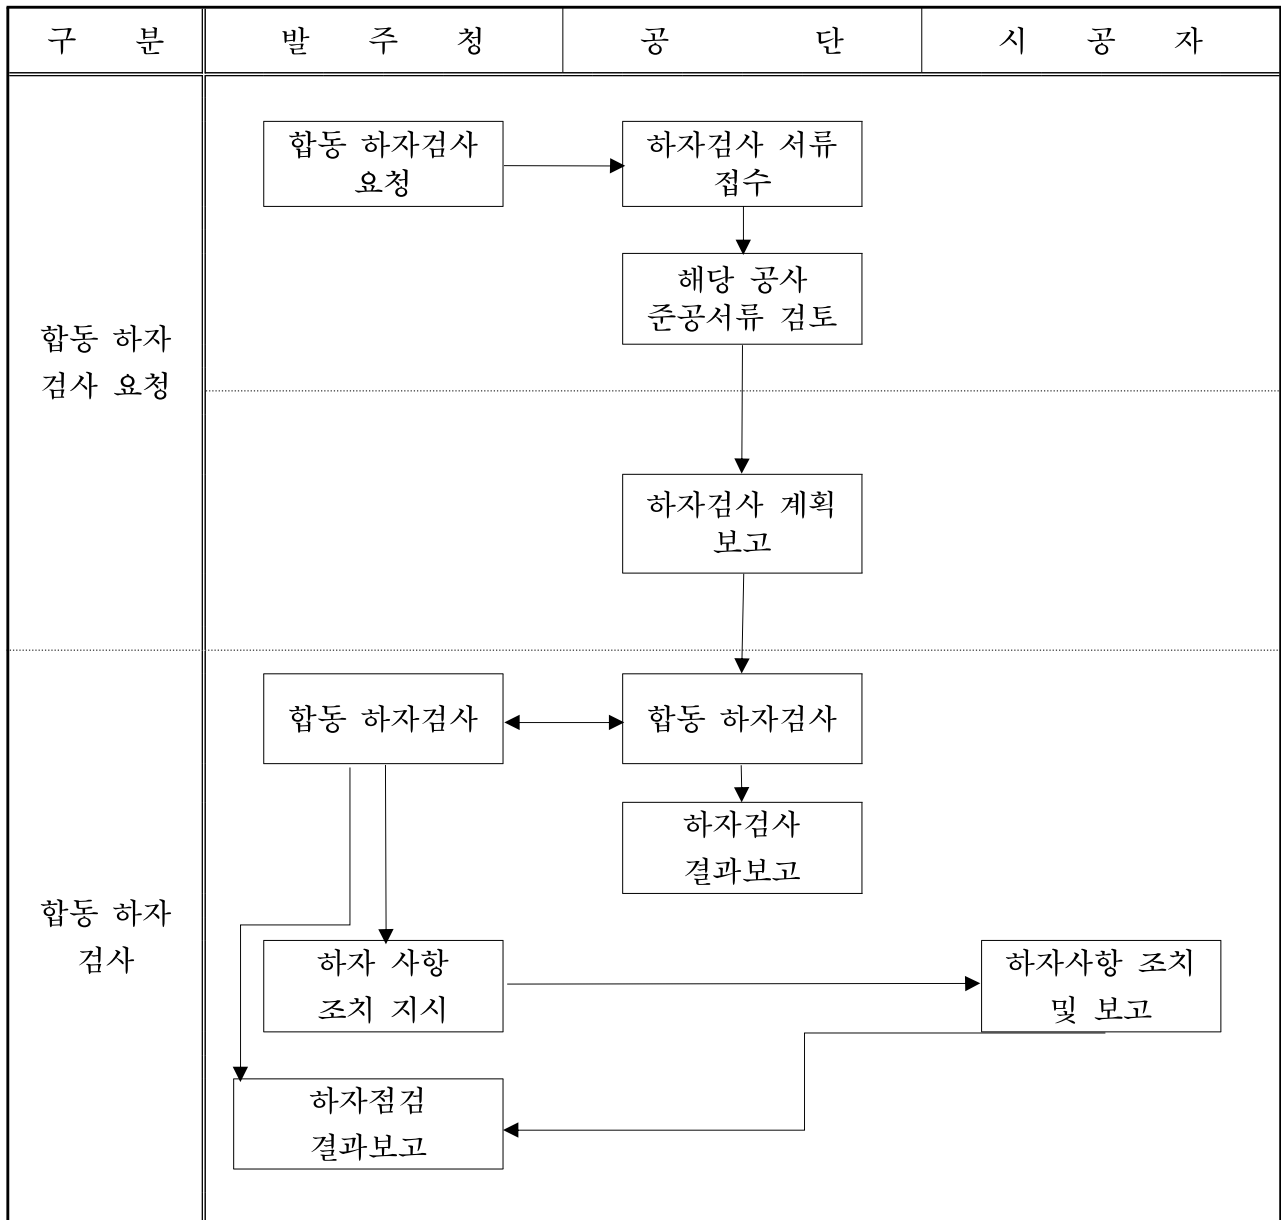 구 분
발 주 청
공 단
시 공 자
합동 하자
검사 요청
합동 하자검사
요청
하자검사 서류
접수
해당 공사
준공서류 검토
하자검사 계획
보고
합동 하자
검사
합동 하자검사
합동 하자검사
하자검사
결과보고
하자 사항
조치 지시
하자사항 조치
및 보고
하자점검
결과보고